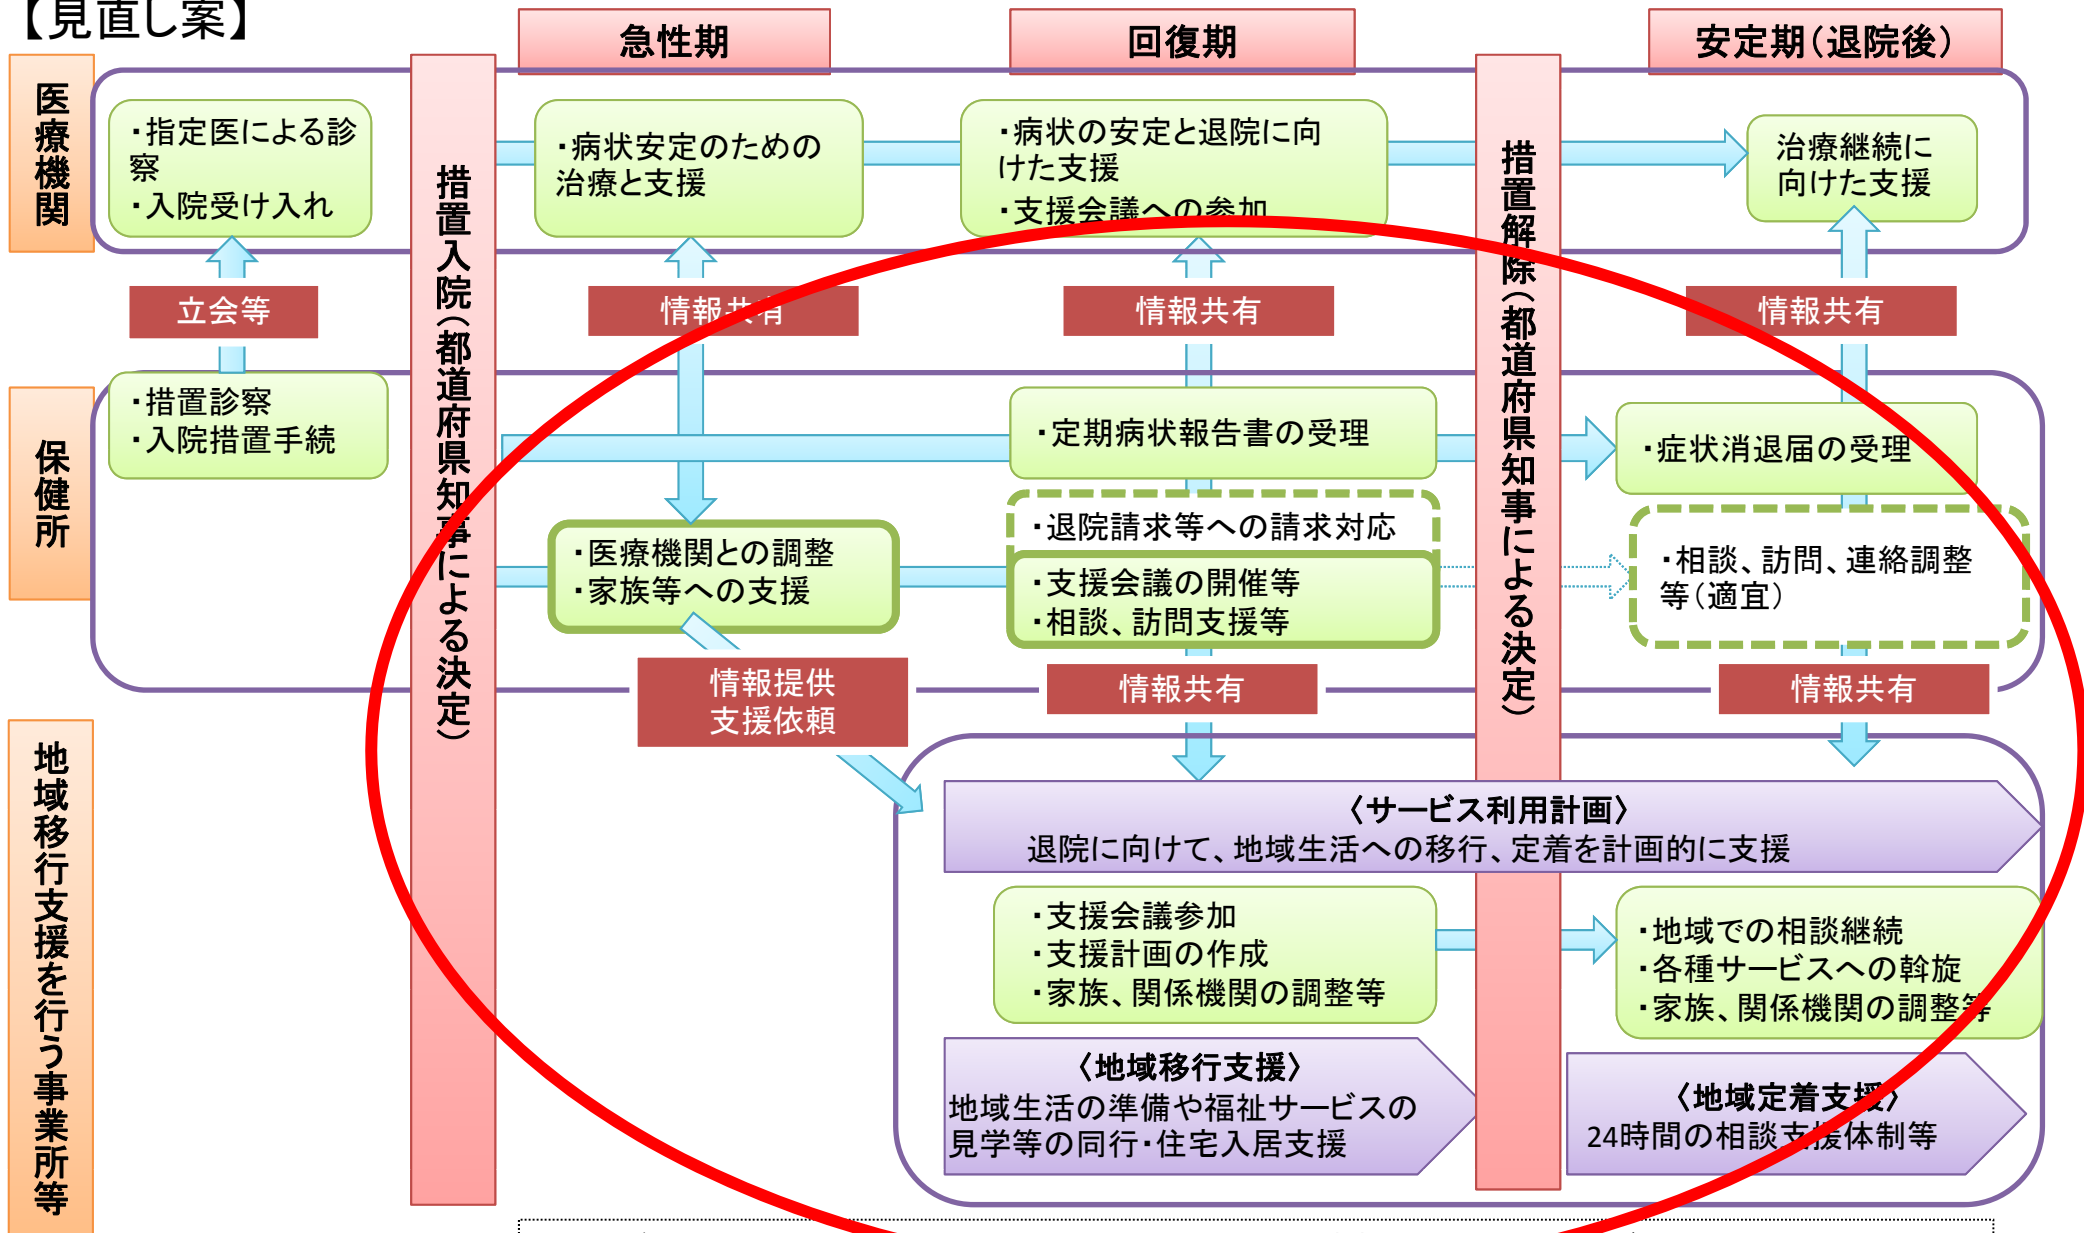 【見直し案】
急性期
回復期
安定期(退院後)
医療機関
・指定医による診
察
・入院受け入れ
措置入院(都道府県知事による決定)
・病状安定のための
治療と支援
・病状の安定と退院に向
けた支援
・支援会議への参加
措置解除(都道府県知事による決定)
治療継続に
向けた支援
立会等
情報共有
情報共有
情報共有
保健所
・措置診察
・入院措置手続
・定期病状報告書の受理
・症状消退届の受理
・医療機関との調整
・家族等への支援
・退院請求等への請求対応
・支援会議の開催等
・相談、訪問支援等
・相談、訪問、連絡調整
等(適宜)
情報提供
支援依頼
情報共有
情報共有
地域移行支援を行う事業所等
〈サービス利用計画〉
退院に向けて、地域生活への移行、定着を計画的に支援
・支援会議参加
・支援計画の作成
・家族、関係機関の調整等
・地域での相談継続
・各種サービスへの斡旋
・家族、関係機関の調整等
〈地域移行支援〉
地域生活の準備や福祉サービスの
見学等の同行・住宅入居支援
〈地域定着支援〉
24時間の相談支援体制等